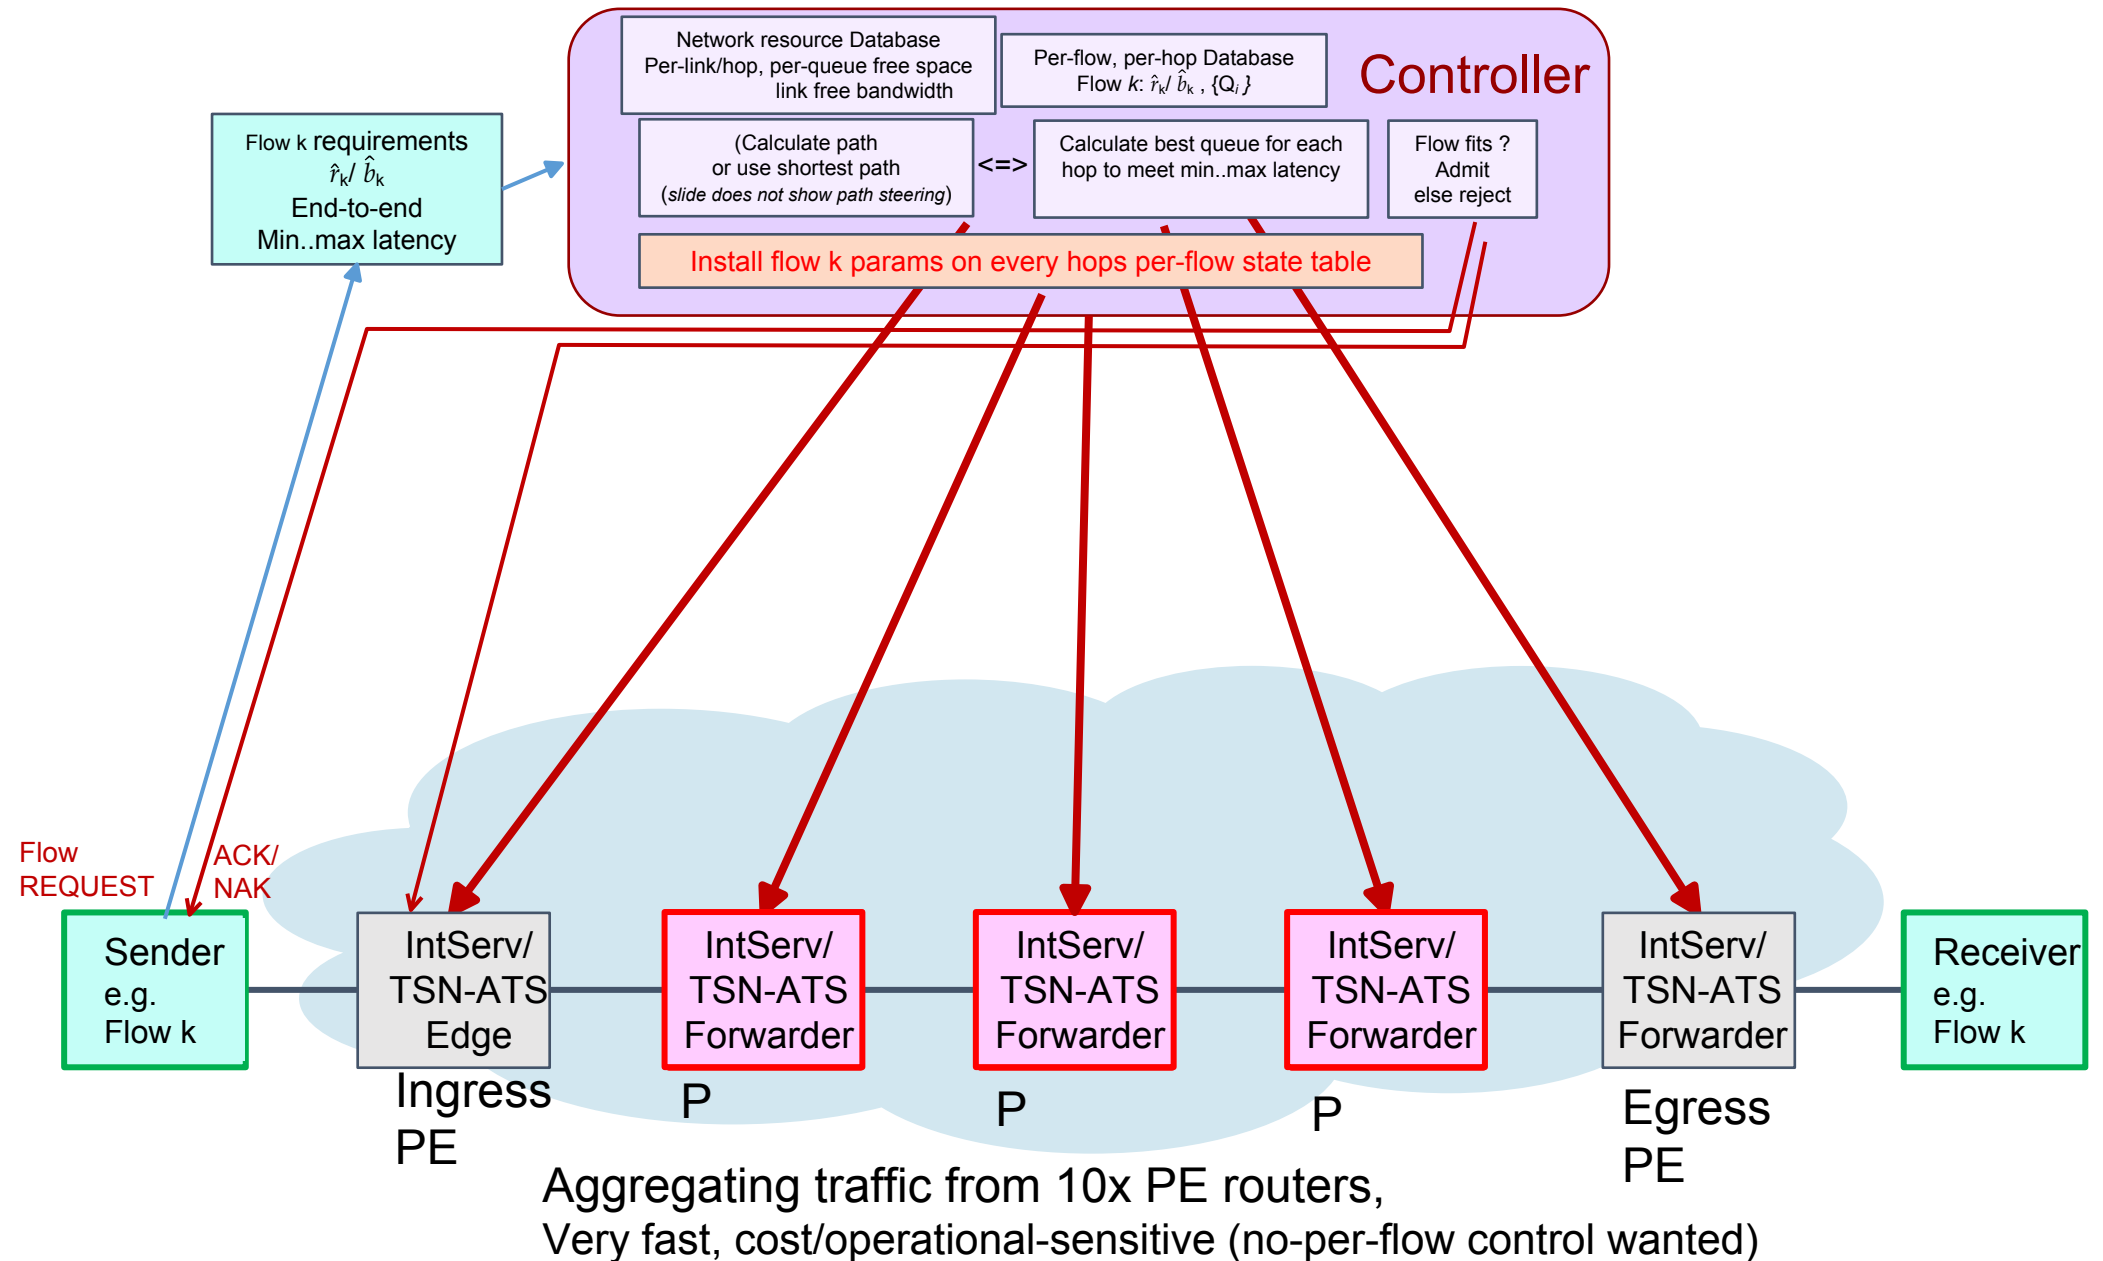 Network resource Database
Per-link/hop, per-queue free space
link free bandwidth
Per-flow, per-hop Database
Flow k: r̂k/ b̂k , {Qi}
Controller
Flow k requirements
r̂k/ b̂k
End-to-end
Min..max latency
(Calculate path
or use shortest path
(slide does not show path steering)
<=>
Calculate best queue for each
hop to meet min..max latency
Flow fits ?
Admit
else reject
Install flow k params on every hops per-flow state table
Flow
REQUEST
ACK/
NAK
Sender
e.g.
Flow k
IntServ/
TSN-ATS
Edge
IntServ/
TSN-ATS
Forwarder
IntServ/
TSN-ATS
Forwarder
IntServ/
TSN-ATS
Forwarder
IntServ/
TSN-ATS
Forwarder
Receiver
e.g.
Flow k
Ingress
PE
P
P
P
Egress
PE
Aggregating traffic from 10x PE routers,
Very fast, cost/operational-sensitive (no-per-flow control wanted)